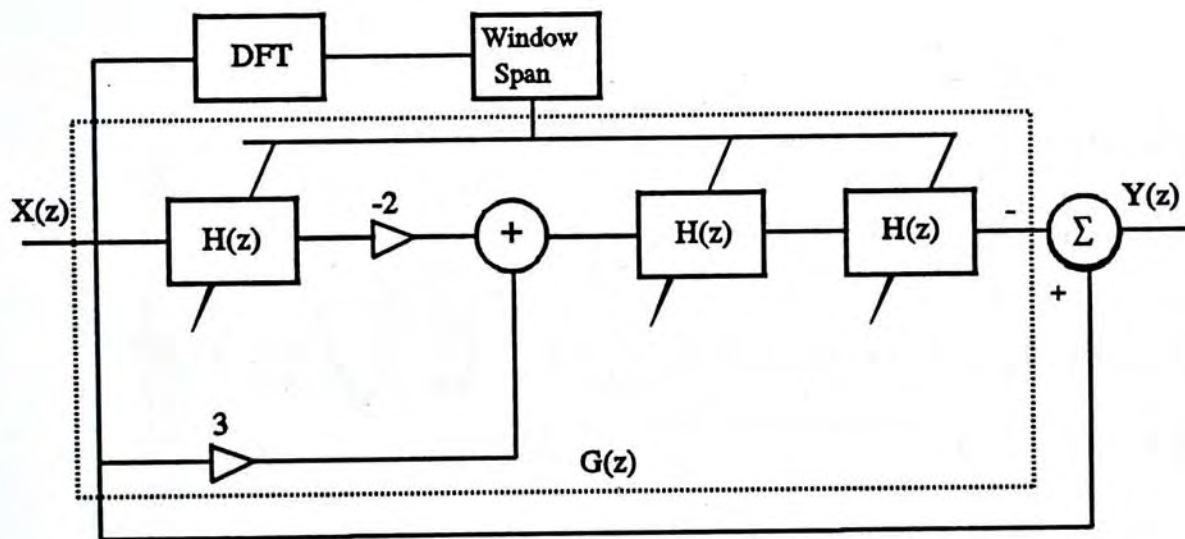 DFT
Window
Span
X(z)
H(z)
-2
+
H(z)
H(z)
-
Σ
Y(z)
+
3
G(z)